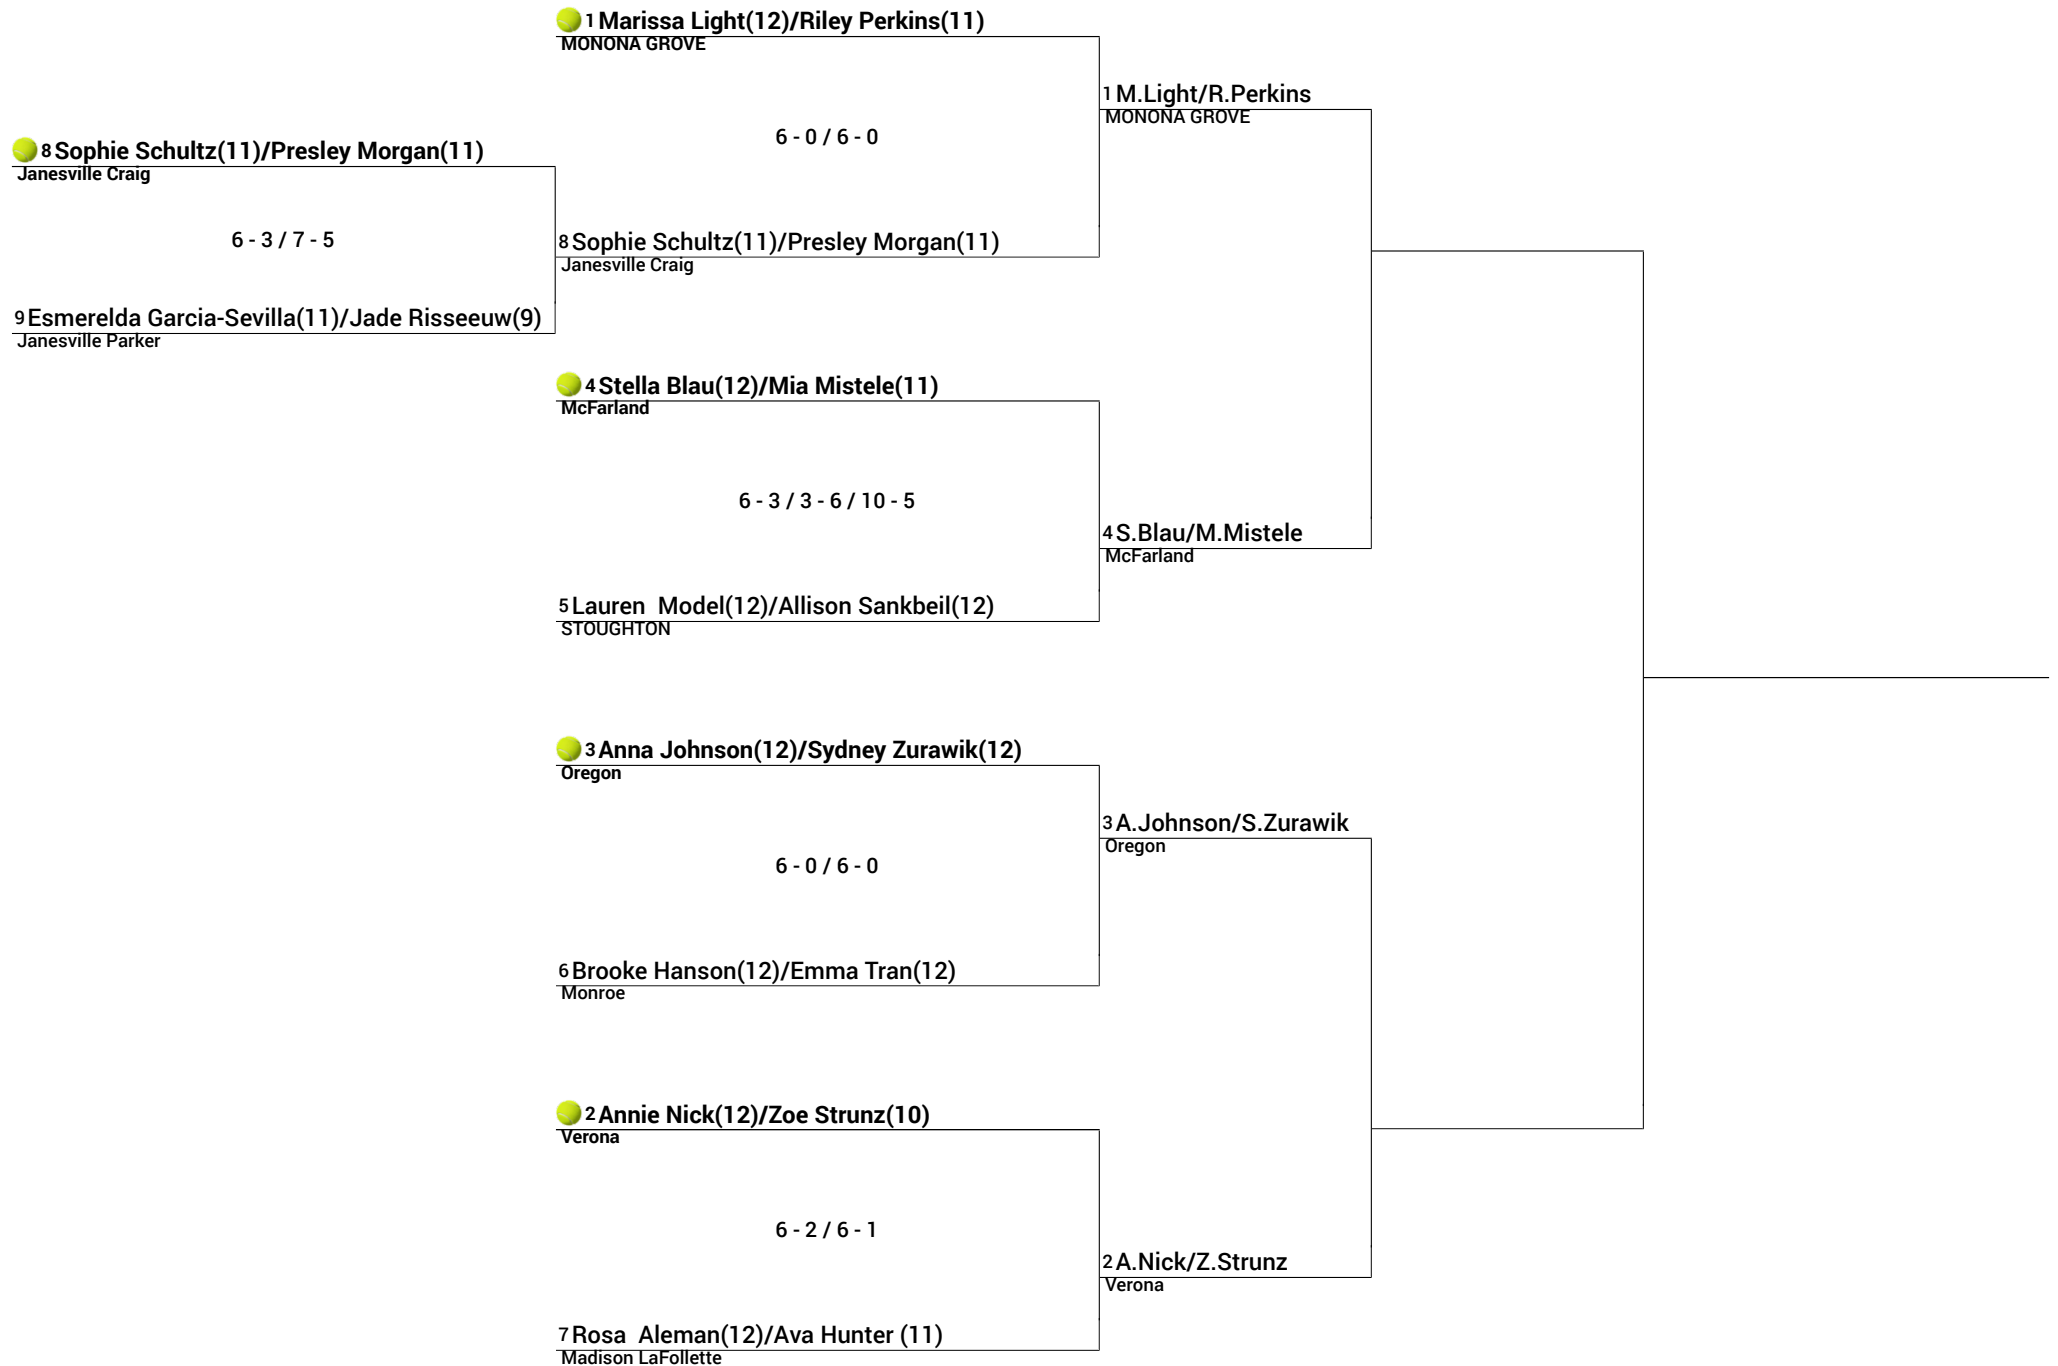 1 Marissa Light(12)/Riley Perkins(11)
MONONA GROVE
1 M.Light/R.Perkins
MONONA GROVE
6 - 0 / 6 - 0
8 Sophie Schultz(11)/Presley Morgan(11)
Janesville Craig
6 - 3 / 7 - 5
8 Sophie Schultz(11)/Presley Morgan(11)
Janesville Craig
9 Esmerelda Garcia-Sevilla(11)/Jade Risseeuw(9)
Janesville Parker
4 Stella Blau(12)/Mia Mistele(11)
McFarland
6 - 3 / 3 - 6 / 10 - 5
4 S.Blau/M.Mistele
McFarland
5 Lauren  Model(12)/Allison Sankbeil(12)
STOUGHTON
3 Anna Johnson(12)/Sydney Zurawik(12)
Oregon
3 A.Johnson/S.Zurawik
Oregon
6 - 0 / 6 - 0
6 Brooke Hanson(12)/Emma Tran(12)
Monroe
2 Annie Nick(12)/Zoe Strunz(10)
Verona
6 - 2 / 6 - 1
2 A.Nick/Z.Strunz
Verona
7 Rosa  Aleman(12)/Ava Hunter (11)
Madison LaFollette